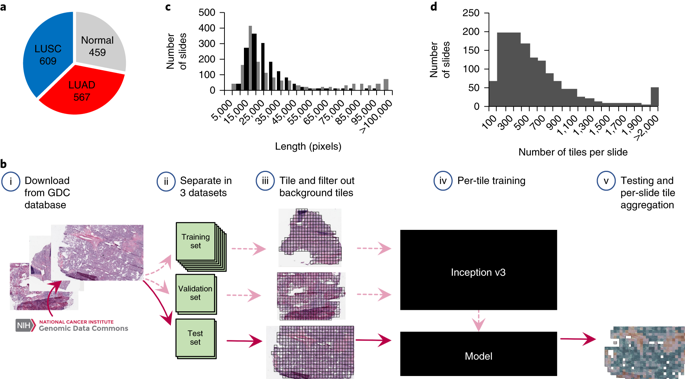 a
LUSC
609
Normal
459
LUAD
567
c
Number
of slides
500
400
300
200
100
0
5,000
15,000
25,000
35,000
45,000
55,000
65,000
75,000
85,000
95,000
>100,000
Length (pixels)
d
Number
of slides
250
200
150
100
50
0
100
300
500
700
900
1,100
1,300
1,500
1,700
1,900
>2,000
Number of tiles per slide
b
i
Download
from GDC
database
ii
Separate in
3 datasets
iii
Tile and filter out
background tiles
iv
Per-tile training
v
Testing and
per-slide tile
aggregation
Training
set
Validation
set
Test
set
Inception v3
Model
NIH
NATIONAL CANCER INSTITUTE
Genomic Data Commons